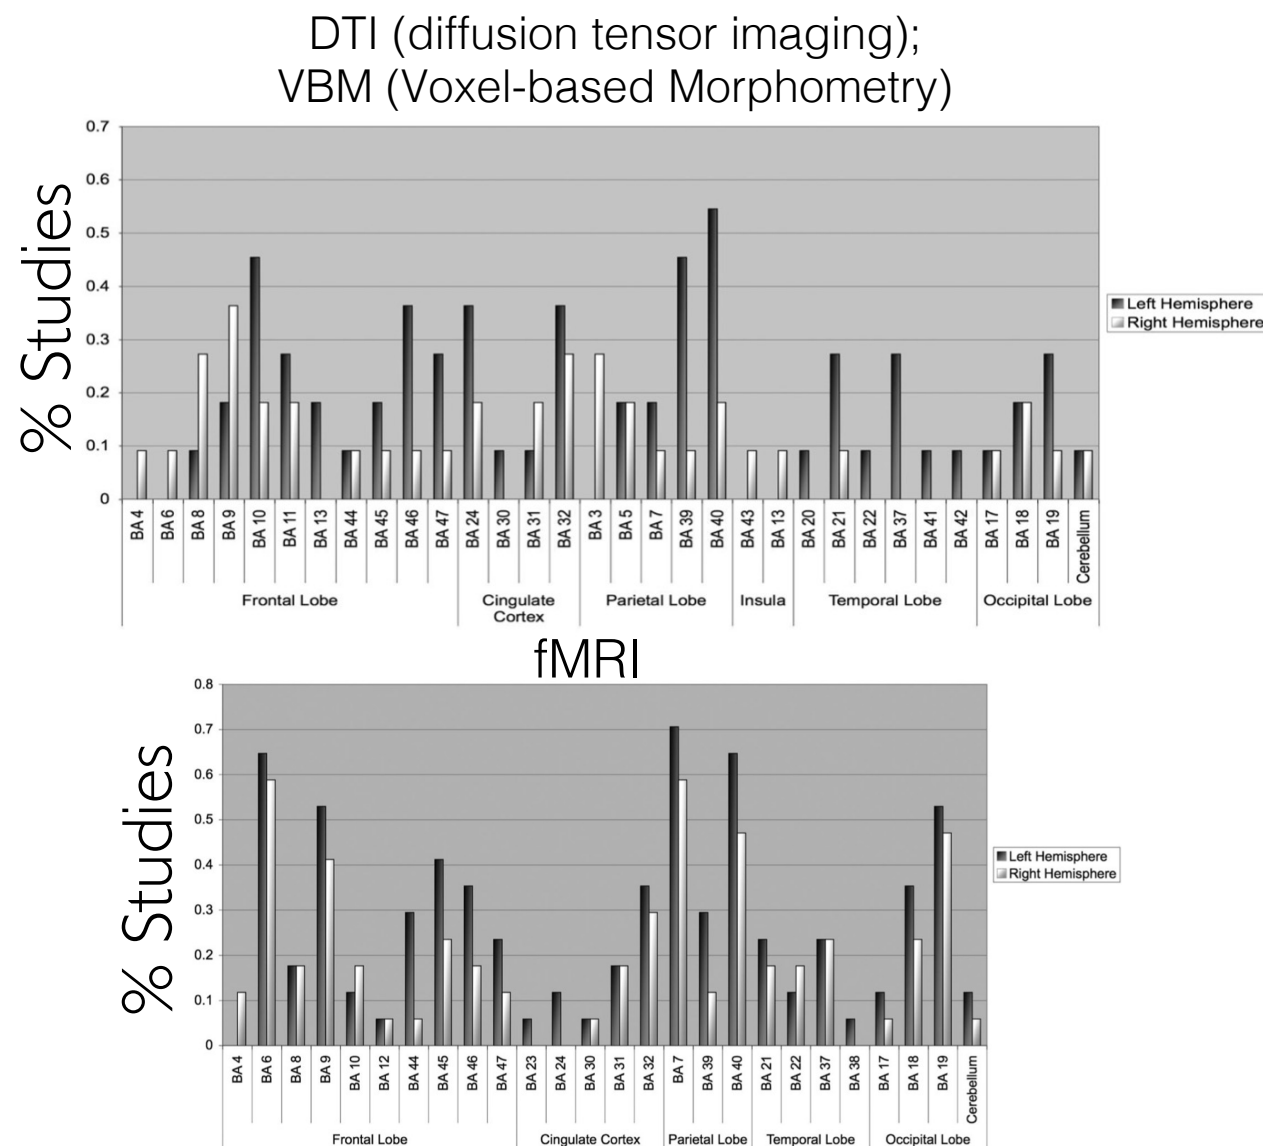 DTI (diffusion tensor imaging);
VBM (Voxel-based Morphometry)
% Studies
0.7
0.6
0.5
0.4
0.3
0.2
0.1
0
Left Hemisphere
Right Hemisphere
BA 4 BA 6 BA 8 BA 9 BA 10 BA 11 BA 13 BA 44 BA 45 BA 46 BA 47 BA 24 BA 30 BA 31 BA 32 BA 3 BA 5 BA 7 BA 39 BA 40 BA 43 BA 13 BA 20 BA 21 BA 22 BA 37 BA 41 BA 42 BA 17 BA 18 BA 19 Cerebellum
Frontal Lobe Cingulate Parietal Lobe Insula Temporal Lobe Occipital Lobe
Cortex
fMRI
% Studies
0.8
0.7
0.6
0.5
0.4
0.3
0.2
0.1
0
Left Hemisphere
Right Hemisphere
BA 4 BA 6 BA 8 BA 9 BA 10 BA 12 BA 44 BA 45 BA 46 BA 47 BA 23 BA 24 BA 30 BA 31 BA 32 BA 7 BA 39 BA 40 BA 21 BA 22 BA 37 BA 38 BA 17 BA 18 BA 19 Cerebellum
Frontal Lobe Cingulate Cortex Parietal Lobe Temporal Lobe Occipital Lobe